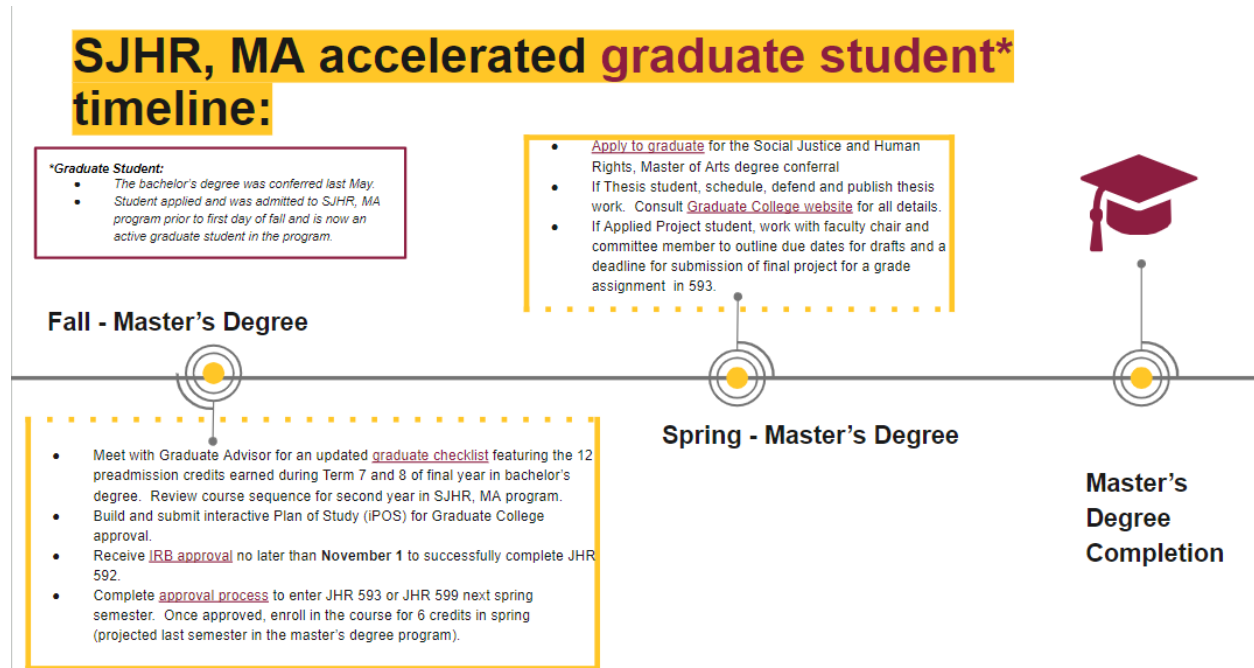 SJHR, MA accelerated graduate student*
timeline:
*Graduate Student:
● The bachelor's degree was conferred last May.
● Student applied and was admitted to SJHR, MA
program prior to first day of fall and is now an
active graduate student in the program.
● Apply to graduate for the Social Justice and Human
Rights, Master of Arts degree conferral
● If Thesis student, schedule, defend and publish thesis
work. Consult Graduate College website for all details.
● If Applied Project student, work with faculty chair and
committee member to outline due dates for drafts and a
deadline for submission of final project for a grade
assignment in 593.
Fall - Master's Degree
● Meet with Graduate Advisor for an updated graduate checklist featuring the 12
preadmission credits earned during Term 7 and 8 of final year in bachelor's
degree. Review course sequence for second year in SJHR, MA program.
● Build and submit interactive Plan of Study (iPOS) for Graduate College
approval.
● Receive IRB approval no later than November 1 to successfully complete JHR
592.
● Complete approval process to enter JHR 593 or JHR 599 next spring
semester. Once approved, enroll in the course for 6 credits in spring
(projected last semester in the master's degree program).
Spring - Master's Degree
Master's
Degree
Completion